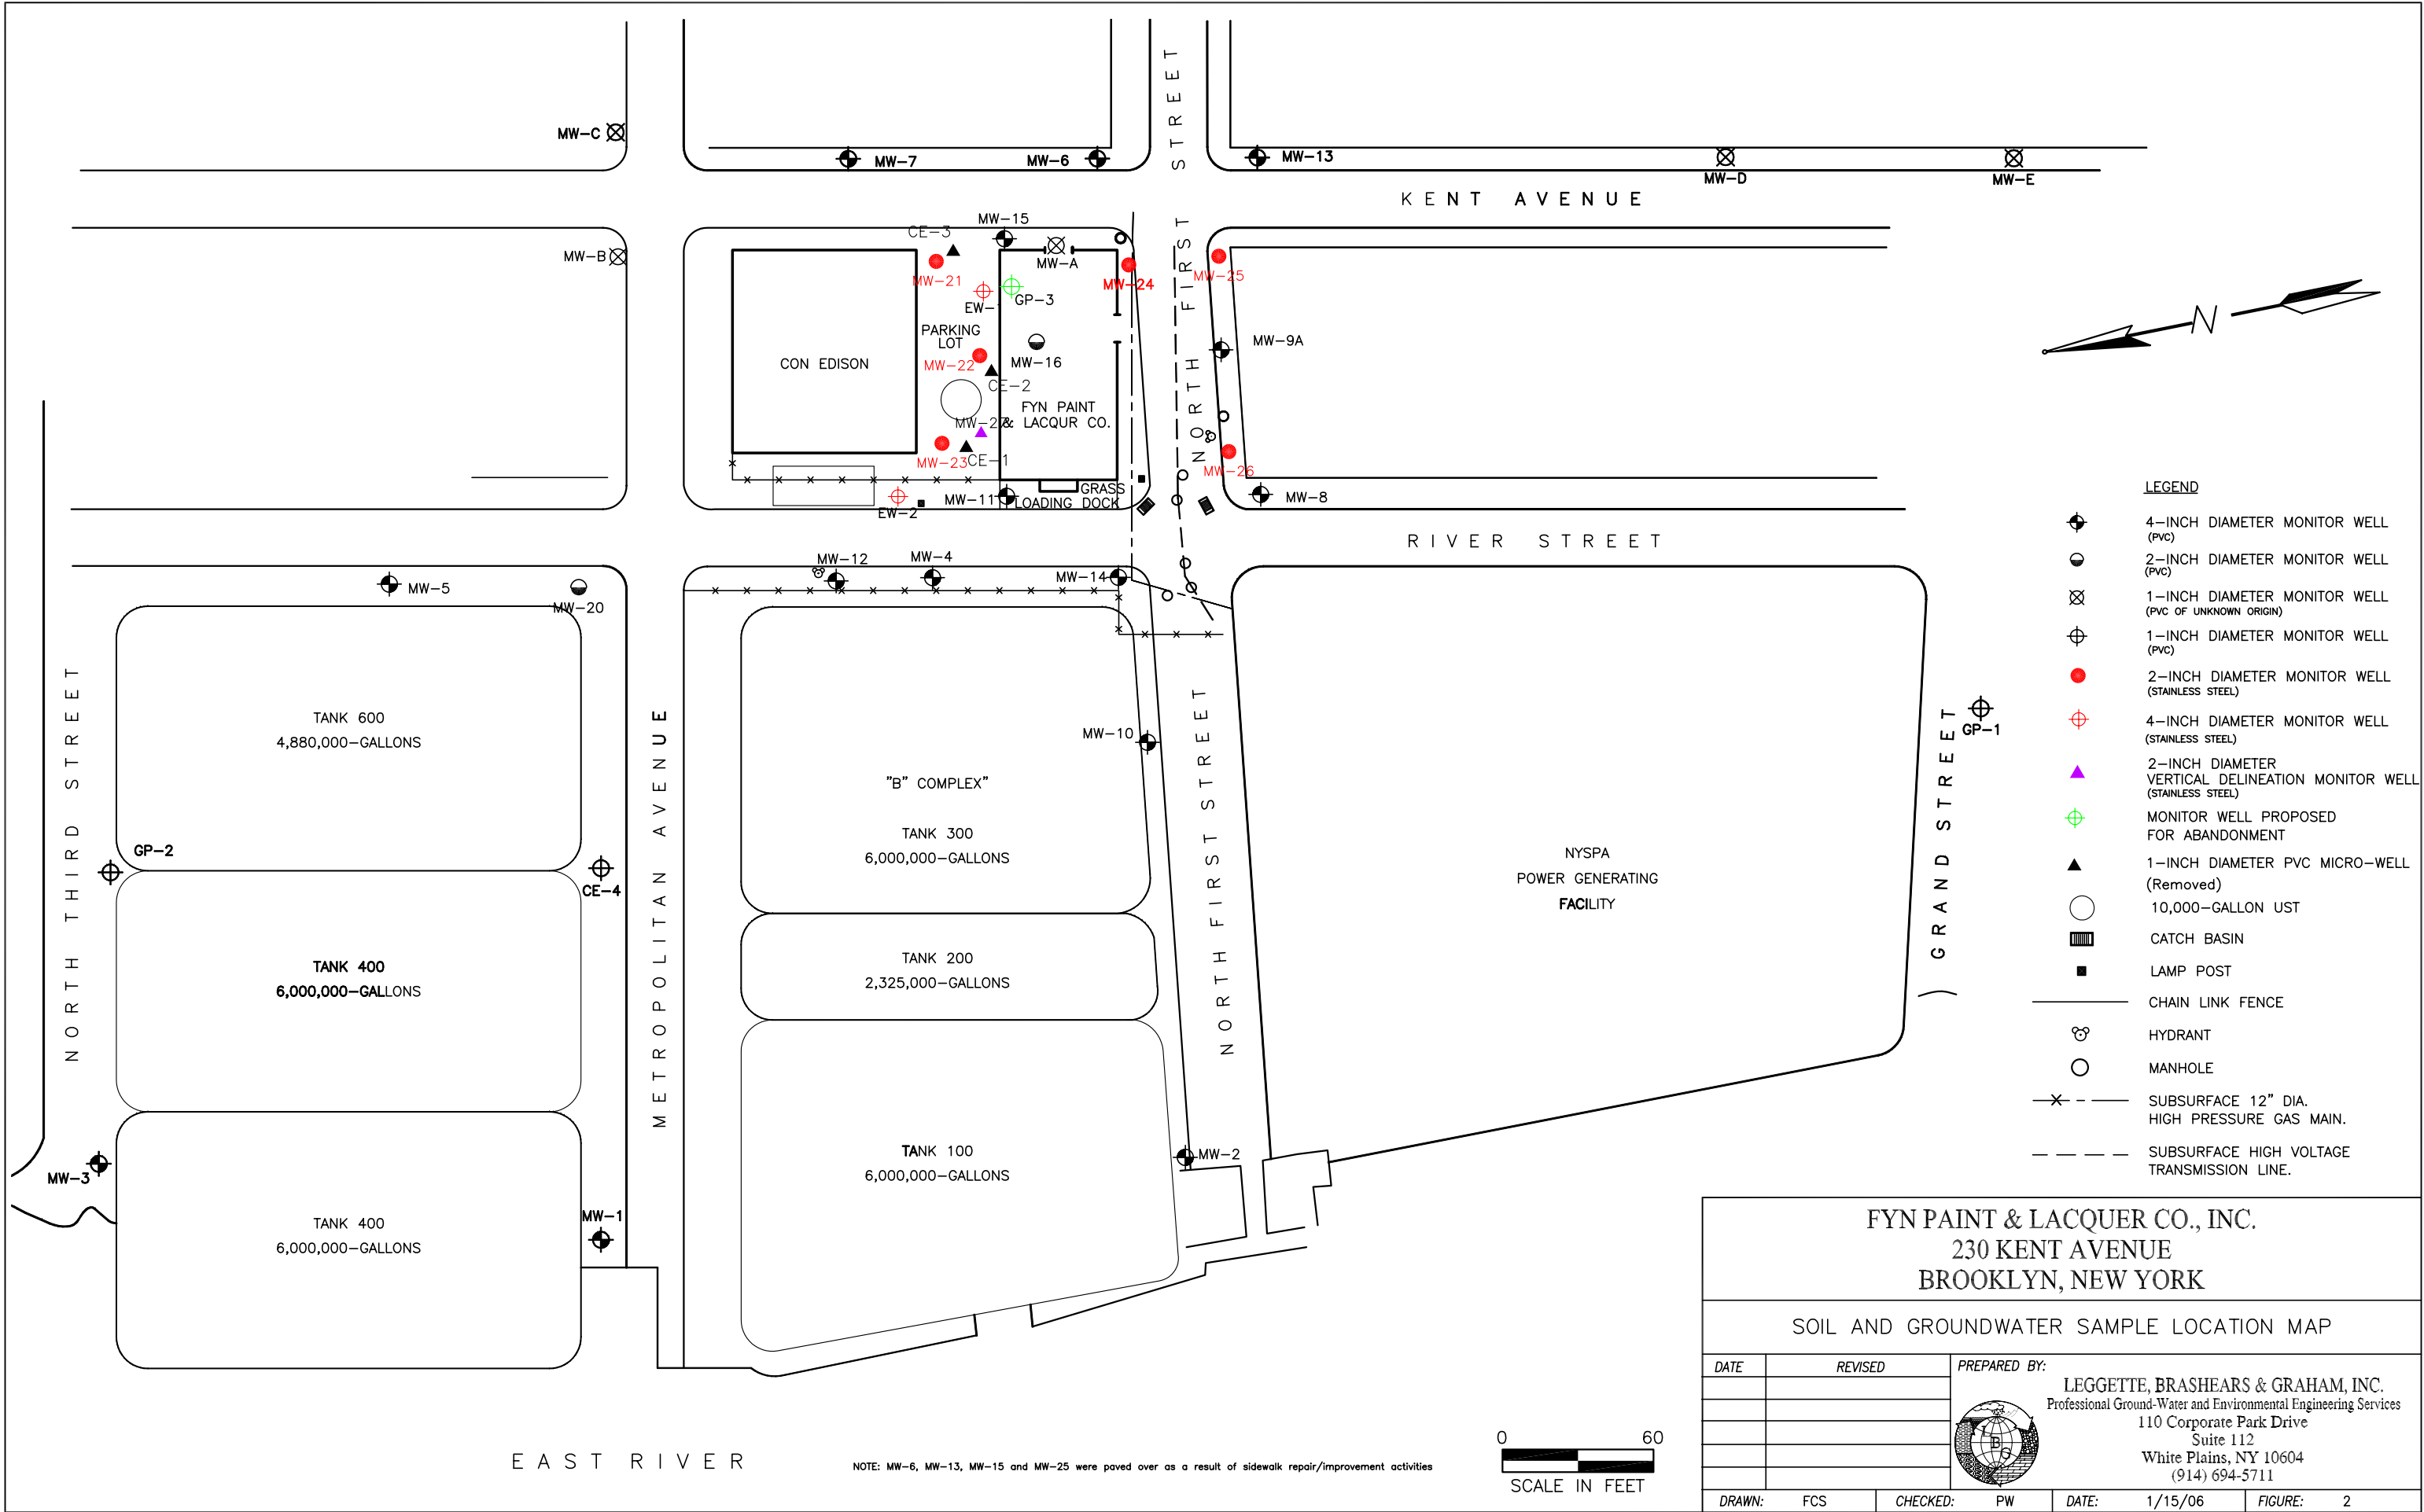 MW-C
MW-7
MW-6
MW-13
MW-D
MW-E
NORTH FIRST STREET
KENT AVENUE
MW-B
CE-3
MW-15
MW-A
MW-21
EW-
GP-3
MW-24
MW-25
PARKING
LOT
CON EDISON
MW-22
MW-16
CE-2
MW-9A
N
FYN PAINT
& LACQUR CO.
MW-27
MW-23
CE-1
MW-26
EW-2
MW-11
GRASS
LOADING DOCK
MW-8
RIVER STREET
MW-5
MW-20
MW-12
MW-4
MW-14
NORTH THIRD STREET
TANK 600
4,880,000-GALLONS
METROPOLITAN AVENUE
MW-10
"B" COMPLEX"
TANK 300
6,000,000-GALLONS
NORTH FIRST STREET
NYSPA
POWER GENERATING
FACILITY
GRAND STREET
GP-1
GP-2
CE-4
TANK 400
6,000,000-GALLONS
TANK 200
2,325,000-GALLONS
MW-3
MW-1
TANK 400
6,000,000-GALLONS
TANK 100
6,000,000-GALLONS
MW-2
EAST RIVER
NOTE: MW-6, MW-13, MW-15 and MW-25 were paved over as a result of sidewalk repair/improvement activities
0 60
SCALE IN FEET
LEGEND
4-INCH DIAMETER MONITOR WELL
(PVC)
2-INCH DIAMETER MONITOR WELL
(PVC)
1-INCH DIAMETER MONITOR WELL
(PVC OF UNKNOWN ORIGIN)
1-INCH DIAMETER MONITOR WELL
(PVC)
2-INCH DIAMETER MONITOR WELL
(STAINLESS STEEL)
4-INCH DIAMETER MONITOR WELL
(STAINLESS STEEL)
2-INCH DIAMETER
VERTICAL DELINEATION MONITOR WELL
(STAINLESS STEEL)
MONITOR WELL PROPOSED
FOR ABANDONMENT
1-INCH DIAMETER PVC MICRO-WELL
(Removed)
10,000-GALLON UST
CATCH BASIN
LAMP POST
CHAIN LINK FENCE
HYDRANT
MANHOLE
SUBSURFACE 12" DIA.
HIGH PRESSURE GAS MAIN.
SUBSURFACE HIGH VOLTAGE
TRANSMISSION LINE.
FYN PAINT & LACQUER CO., INC.
230 KENT AVENUE
BROOKLYN, NEW YORK
SOIL AND GROUNDWATER SAMPLE LOCATION MAP
DATE REVISED PREPARED BY:
LEGGETTE, BRASHEARS & GRAHAM, INC.
Professional Ground-Water and Environmental Engineering Services
110 Corporate Park Drive
Suite 112
White Plains, NY 10604
(914) 694-5711
L B G
DRAWN: FCS CHECKED: PW DATE: 1/15/06 FIGURE: 2